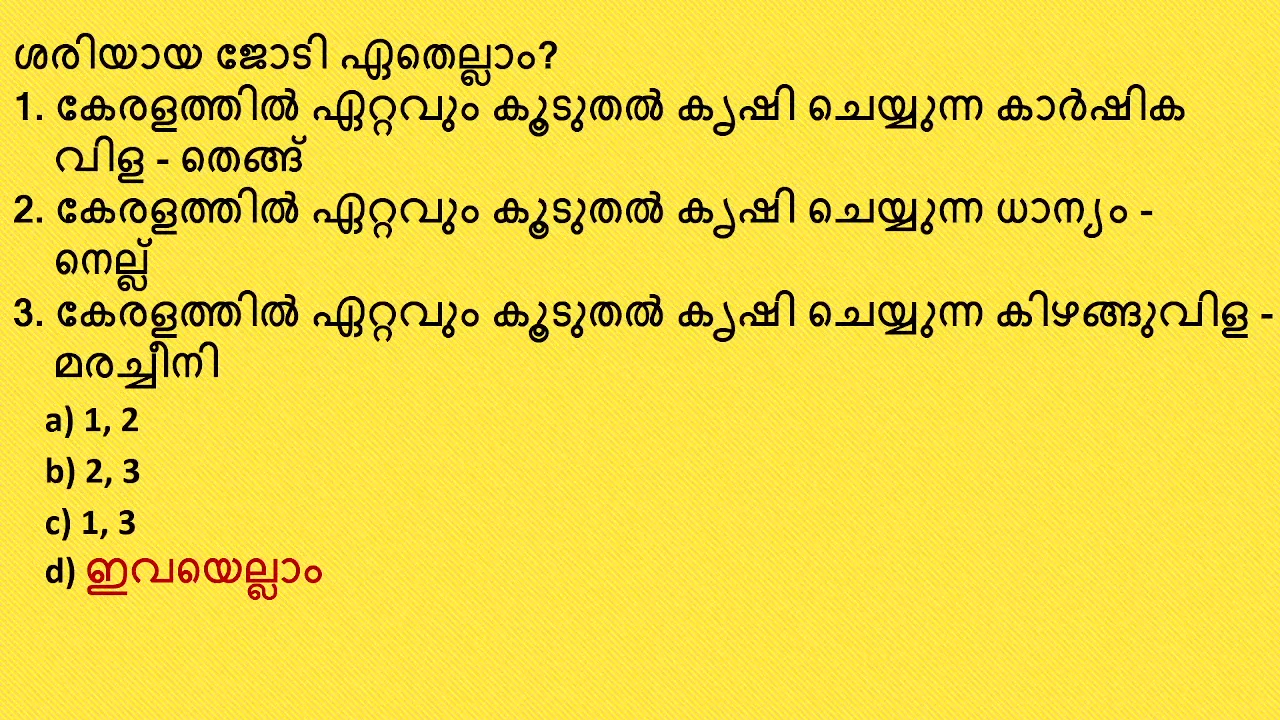 ശരിയായ ജോടി ഏതെല്ലാം?
1. കേരളത്തിൽ ഏറ്റവും കൂടുതൽ കൃഷി ചെയ്യുന്ന കാർഷിക
വിള - തെങ്ങ്
2. കേരളത്തിൽ ഏറ്റവും കൂടുതൽ കൃഷി ചെയ്യുന്ന ധാന്യം -
നെല്ല്
3. കേരളത്തിൽ ഏറ്റവും കൂടുതൽ കൃഷി ചെയ്യുന്ന കിഴങ്ങുവിള -
മരച്ചീനി
a) 1, 2
b) 2, 3
c) 1, 3
d) ഇവയെല്ലാം